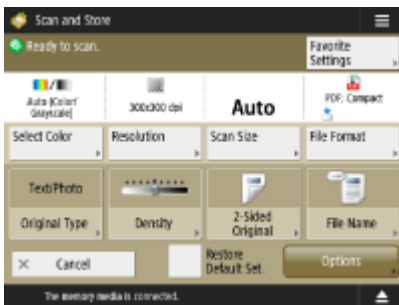 Scan and Store
Ready to scan.
Favorite
Settings
Auto (Color/
Grayscale)
300x300 dpi
Auto
PDF: Compact
Select Color
Resolution
Scan Size
File Format
Text/Photo
Original Type
Density
2-Sided
Original
File Name
× Cancel
Restore
Default Set.
Options
The memory media is connected.